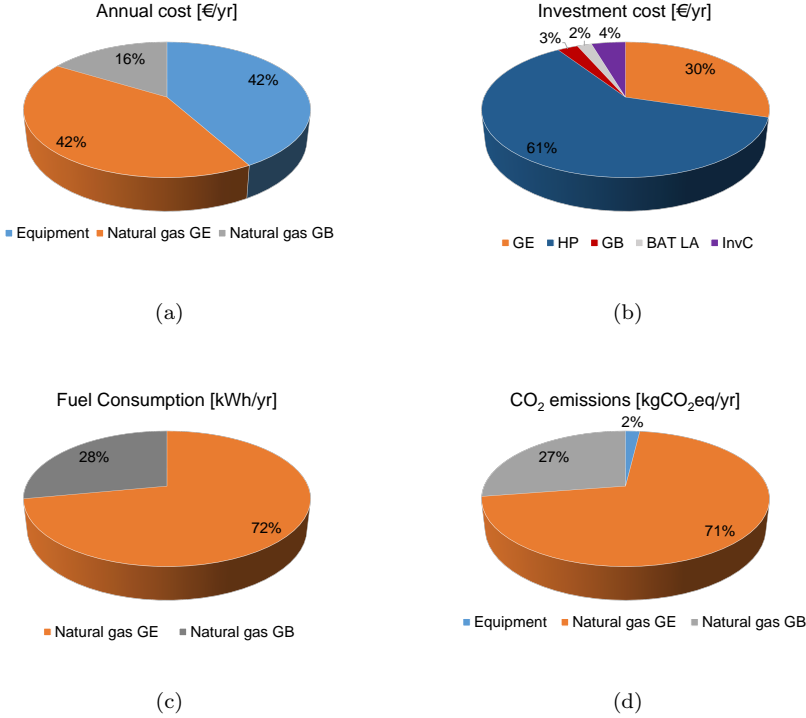 Annual cost [€/yr]
16%
42%
42%
Equipment Natural gas GE Natural gas GB
(a)
Investment cost [€/yr]
3% 2% 4%
30%
61%
GE HP GB BAT LA InvC
(b)
Fuel Consumption [kWh/yr]
28%
72%
Natural gas GE Natural gas GB
(c)
CO₂ emissions [kgCO₂eq/yr]
2%
27%
71%
Equipment Natural gas GE Natural gas GB
(d)